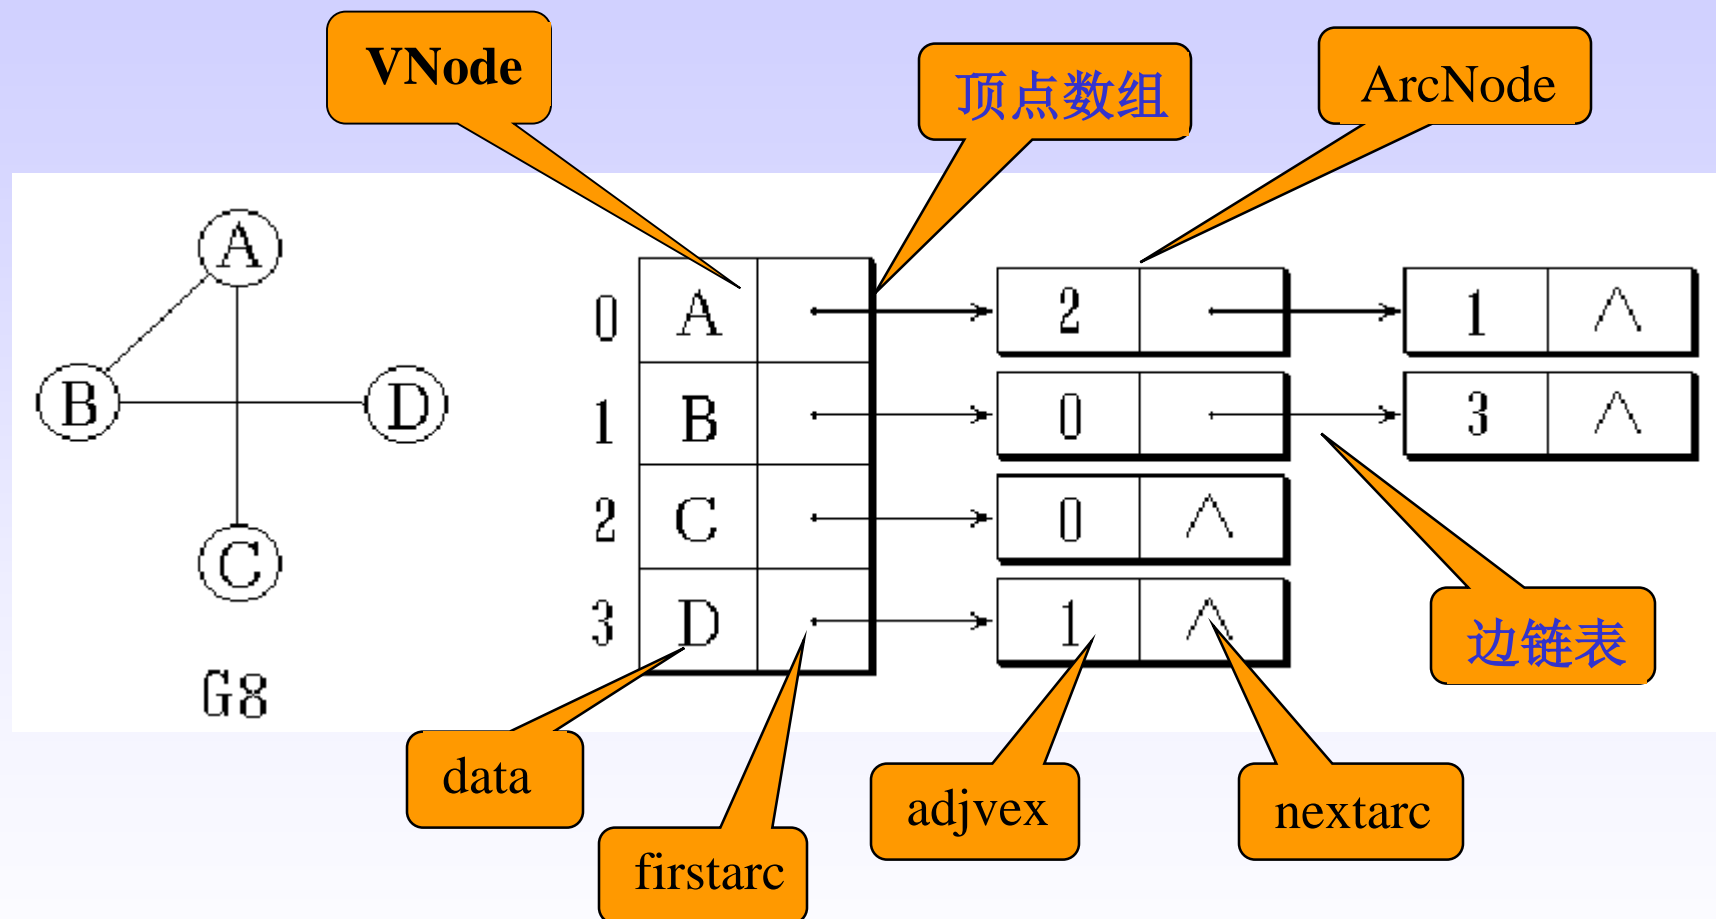 VNode
顶点数组
ArcNode
A
B
D
C
G8
0 A 2 1 ∧
1 B 0 3 ∧
2 C 0 ∧
3 D 1 ∧
边链表
data
firstarc
adjvex
nextarc